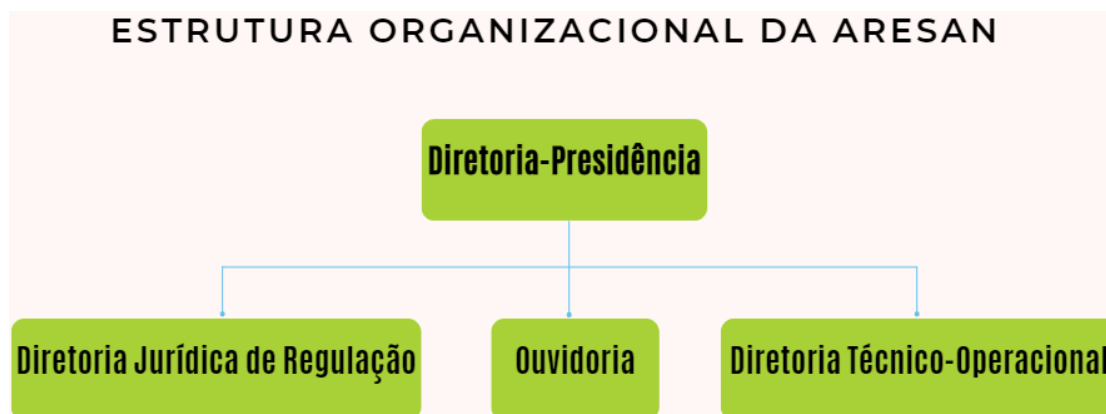 ESTRUTURA ORGANIZACIONAL DA ARESAN
Diretoria-Presidência
Diretoria Jurídica de Regulação
Ouvidoria
Diretoria Técnico-Operacional